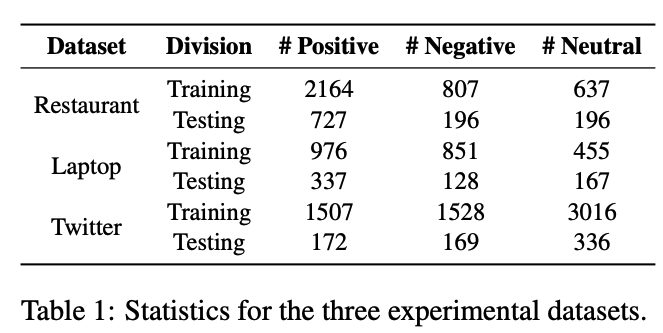 Dataset Division # Positive # Negative # Neutral
Restaurant Training 2164 807 637
Testing 727 196 196
Laptop Training 976 851 455
Testing 337 128 167
Twitter Training 1507 1528 3016
Testing 172 169 336
Table 1: Statistics for the three experimental datasets.